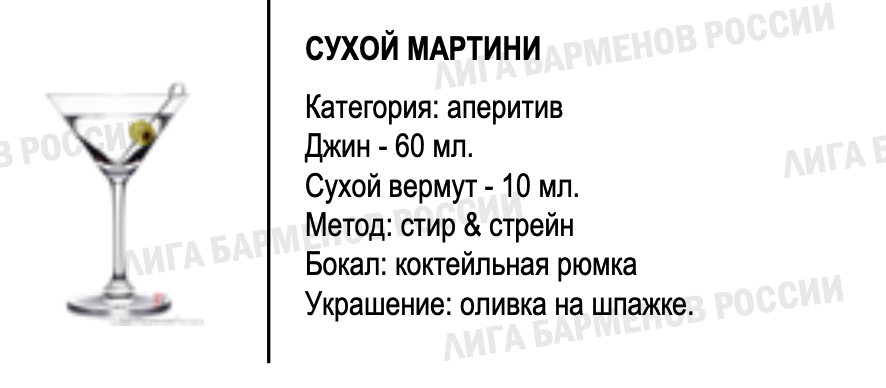 СУХОЙ МАРТИНИ
Категория: аперитив
Джин - 60 мл.
Сухой вермут - 10 мл.
Метод: стир & стрейн
Бокал: коктейльная рюмка
Украшение: оливка на шпажке.
ЛИГА БАРМЕНОВ РОССИИ
В РОССИИ
ЛИГА Б
ЛИГА БАРМЕНОВ РОССИИ
ЛИГА БАРМЕНОВ РОССИИ